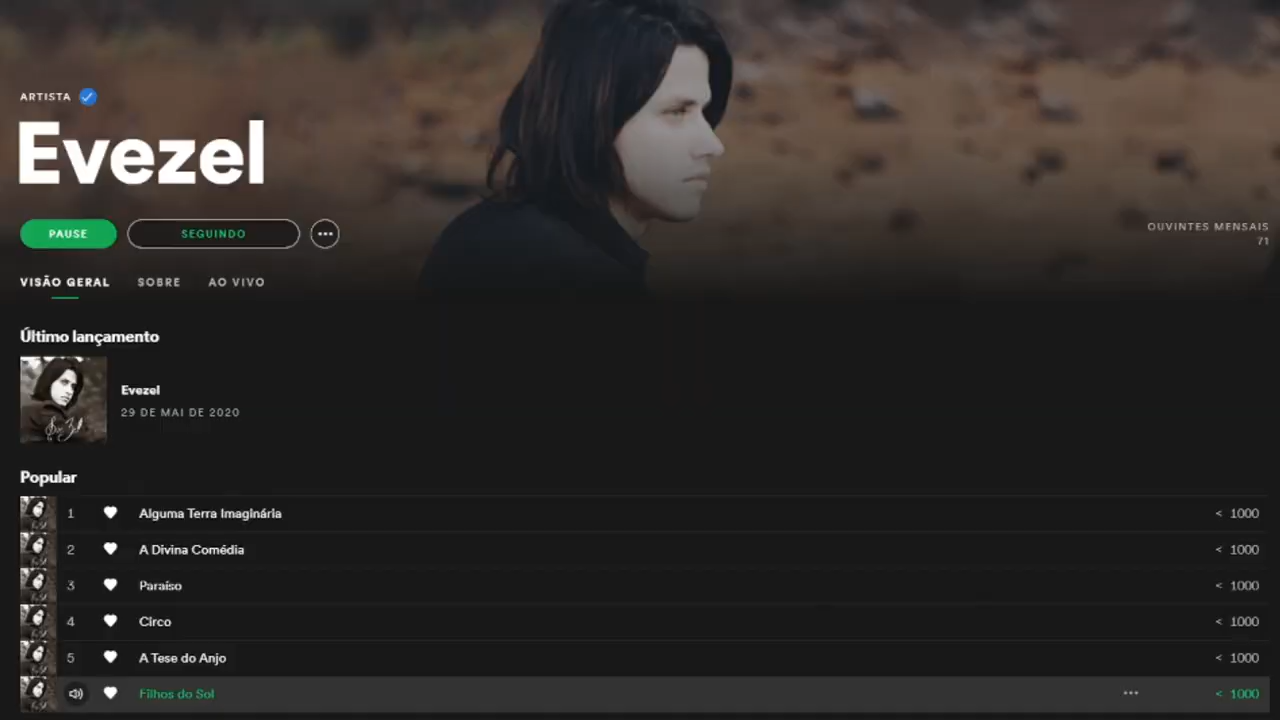 ARTISTA
Evezel
PAUSE
SEGUINDO
OUVINTES MENSAIS
71
VISÃO GERAL SOBRE AO VIVO
Último lançamento
Evezel
29 DE MAI DE 2020
Popular
1 Alguma Terra Imaginária < 1000
2 A Divina Comédia < 1000
3 Paraíso < 1000
4 Circo < 1000
5 A Tese do Anjo < 1000
Filhos do Sol < 1000